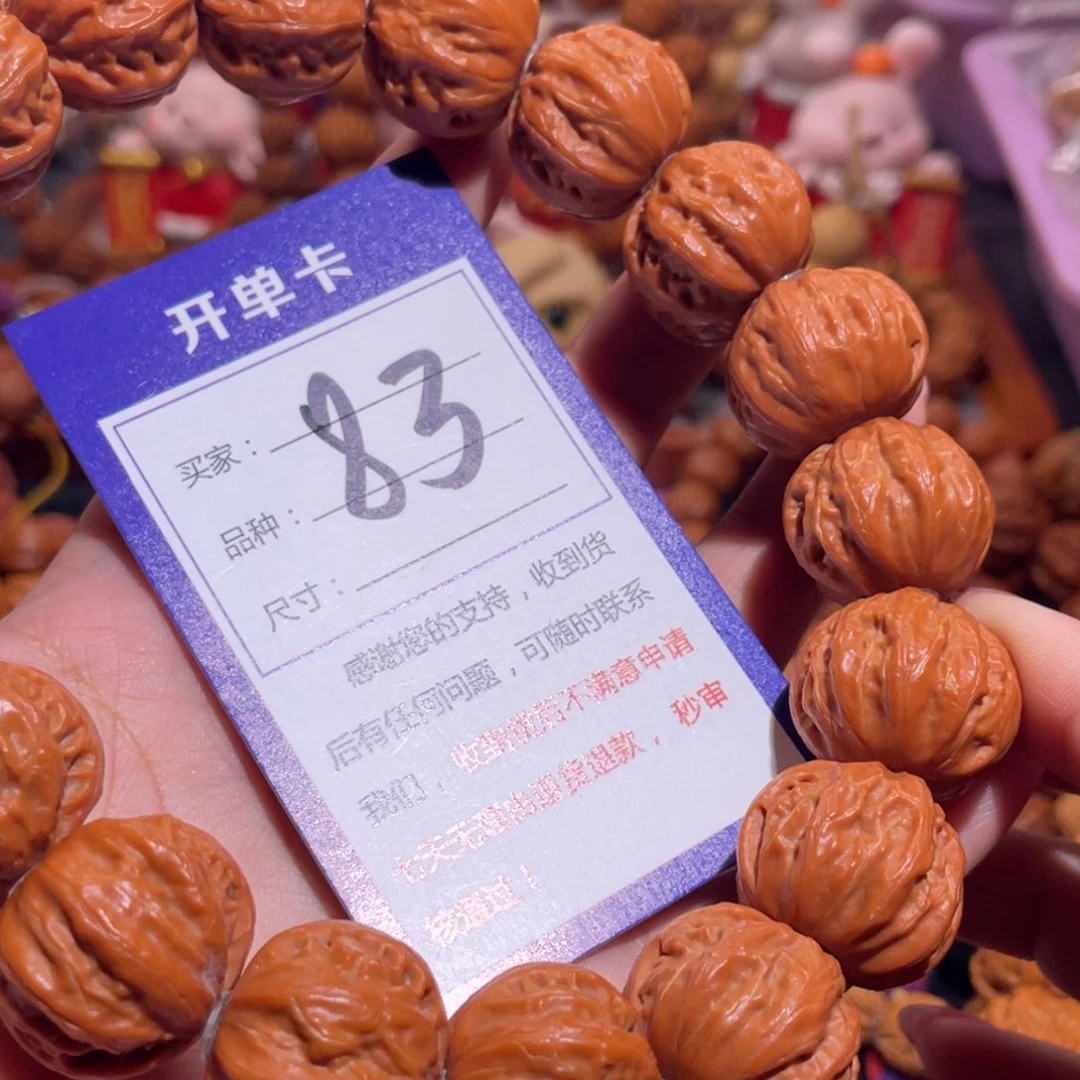 开单卡
83
买家：
品种：
尺寸：
感谢您的支持，收到货
后有任何问题，可随时联系
我们，收到货后不满意申请
七天无理由退货退款，秒审
核通过！